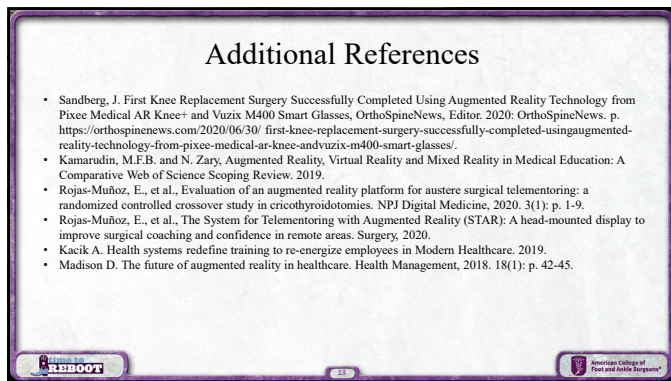 Additional References
• Sandberg, J. First Knee Replacement Surgery Successfully Completed Using Augmented Reality Technology from
Pixee Medical AR Knee+ and Vuzix M400 Smart Glasses, OrthoSpineNews, Editor. 2020: OrthoSpineNews. p.
https://orthospinenews.com/2020/06/30/ first-knee-replacement-surgery-successfully-completed-usingaugmented-
reality-technology-from-pixee-medical-ar-knee-andvuzix-m400-smart-glasses/.
• Kamarudin, M.F.B. and N. Zary, Augmented Reality, Virtual Reality and Mixed Reality in Medical Education: A
Comparative Web of Science Scoping Review. 2019.
• Rojas-Muñoz, E., et al., Evaluation of an augmented reality platform for austere surgical telementoring: a
randomized controlled crossover study in cricothyroidotomies. NPJ Digital Medicine, 2020. 3(1): p. 1-9.
• Rojas-Muñoz, E., et al., The System for Telementoring with Augmented Reality (STAR): A head-mounted display to
improve surgical coaching and confidence in remote areas. Surgery, 2020.
• Kacik A. Health systems redefine training to re-energize employees in Modern Healthcare. 2019.
• Madison D. The future of augmented reality in healthcare. Health Management, 2018. 18(1): p. 42-45.
time to
REBOOT
13
American College of
Foot and Ankle Surgeons®